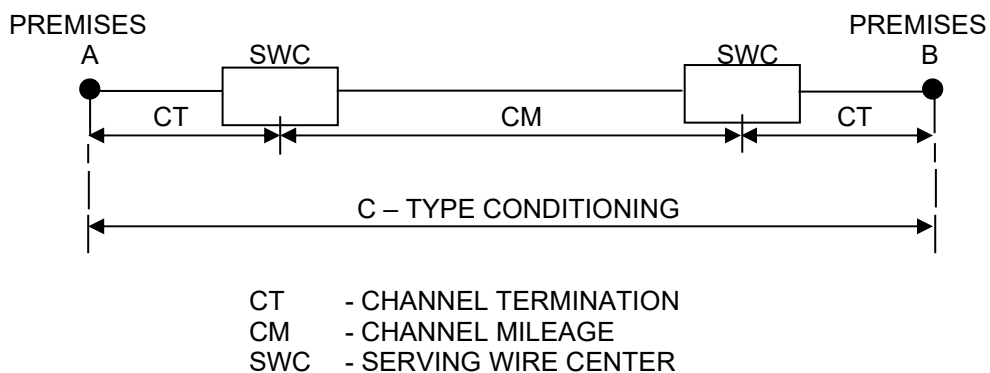 PREMISES PREMISES
A SWC SWC B
CT CM CT
C – TYPE CONDITIONING
CT - CHANNEL TERMINATION
CM - CHANNEL MILEAGE
SWC - SERVING WIRE CENTER